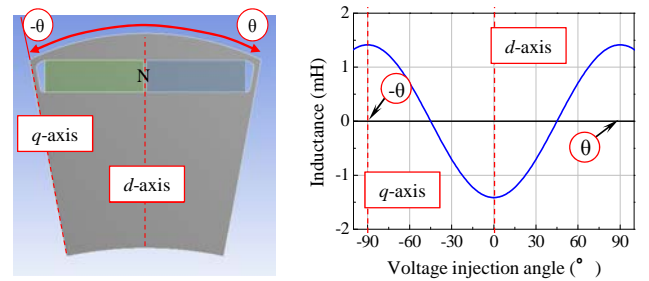 -θ
θ
N
q-axis
d-axis
Inductance (mH)
2
1
0
-1
-2
d-axis
-θ
θ
q-axis
-90 -60 -30 0 30 60 90
Voltage injection angle (°)